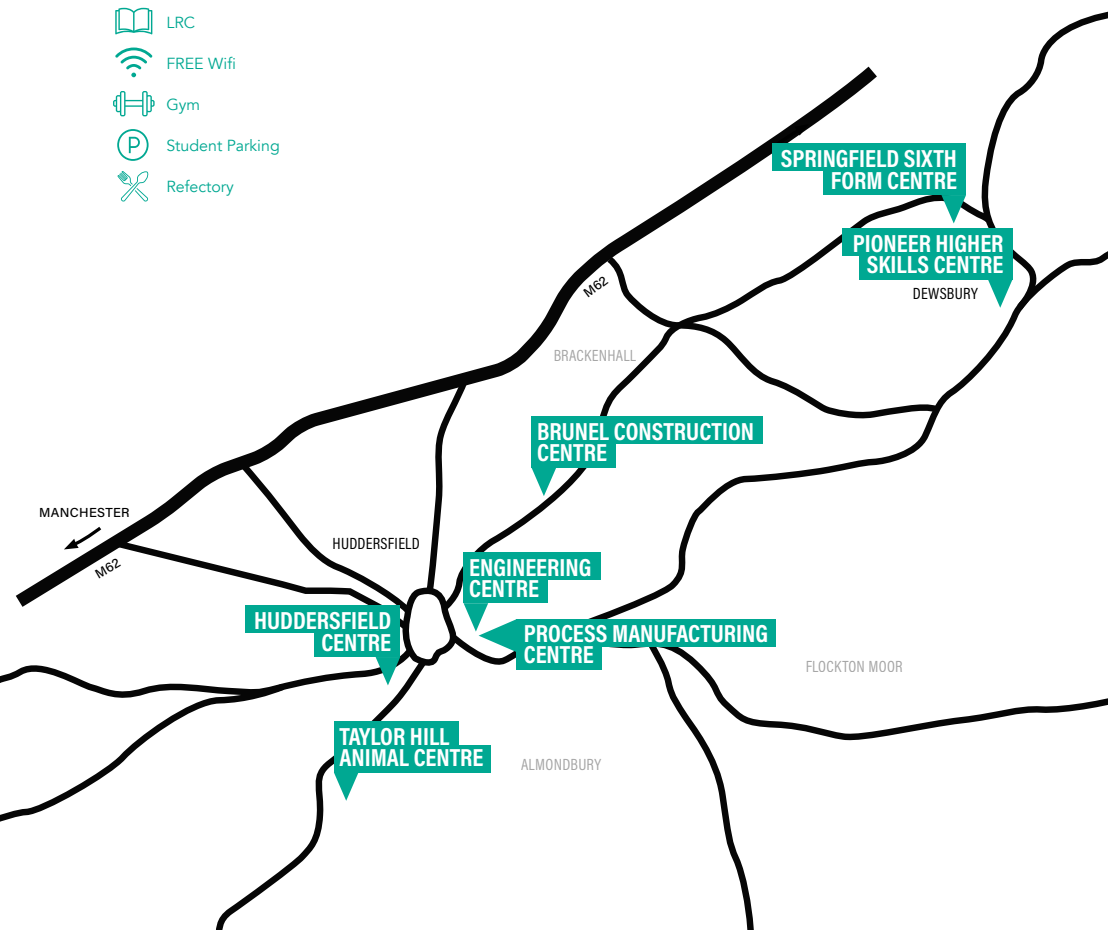 LRC
FREE Wifi
Gym
P
Student Parking
Refectory
SPRINGFIELD SIXTH
FORM CENTRE
PIONEER HIGHER
SKILLS CENTRE
DEWSBURY
M62
BRACKENHALL
BRUNEL CONSTRUCTION
CENTRE
MANCHESTER
M62
HUDDERSFIELD
ENGINEERING
CENTRE
HUDDERSFIELD
CENTRE
PROCESS MANUFACTURING
CENTRE
FLOCKTON MOOR
TAYLOR HILL
ANIMAL CENTRE
ALMONDBURY